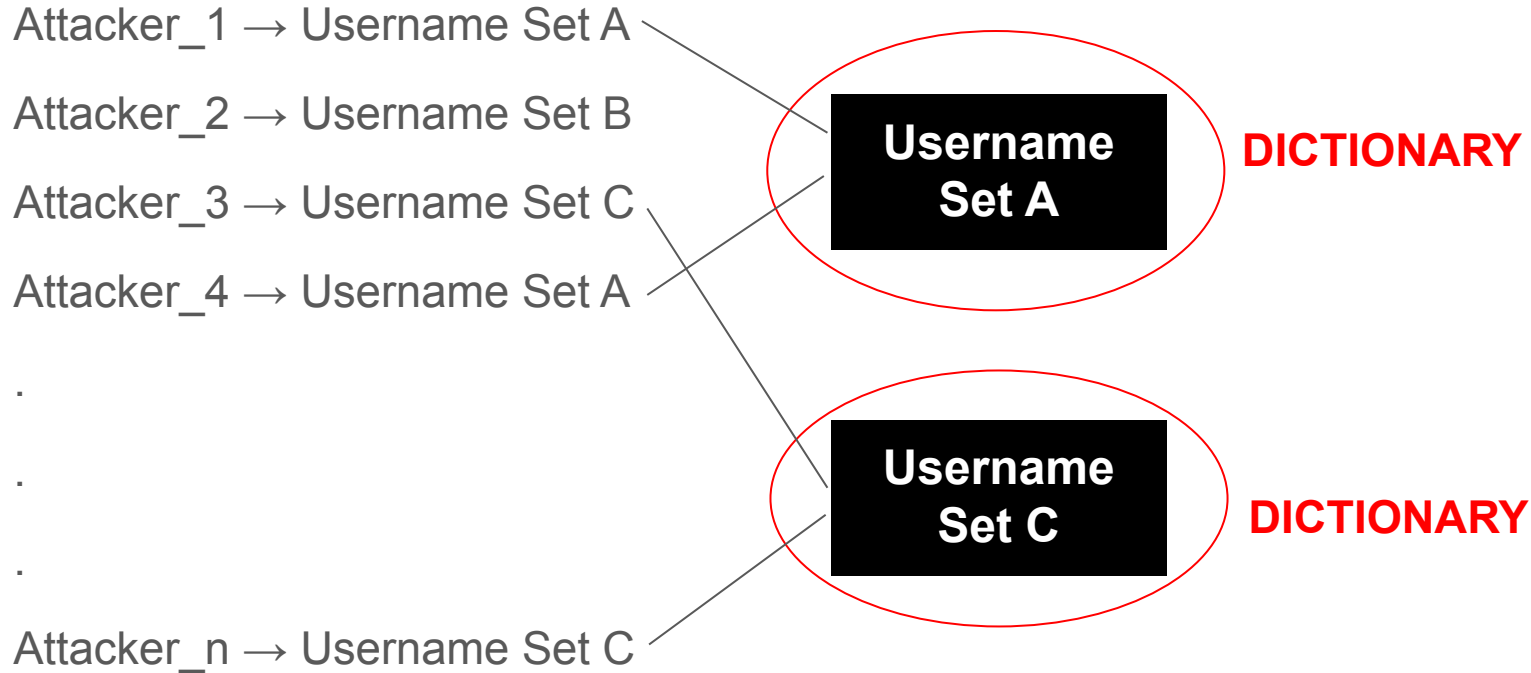 Attacker_1 → Username Set A
Attacker_2 → Username Set B
Attacker_3 → Username Set C
Attacker_4 → Username Set A
.
.
.
Attacker_n → Username Set C
Username
Set A
DICTIONARY
Username
Set C
DICTIONARY